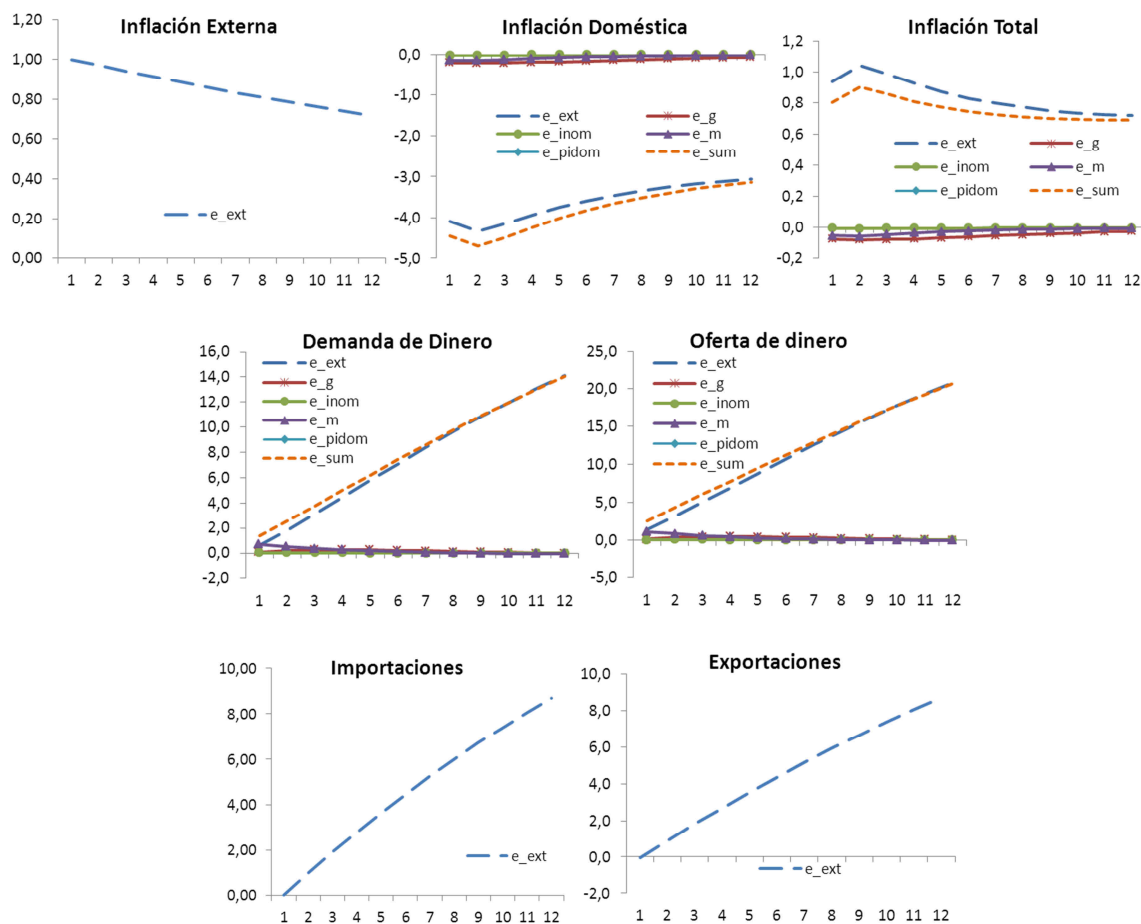 Inflación Externa
1,20
1,00
0,80
0,60
0,40
0,20
0,00
e_ext
1 2 3 4 5 6 7 8 9 10 11 12
Inflación Doméstica
0,0
-1,0
-2,0
-3,0
-4,0
-5,0
e_ext e_g
e_inom e_m
e_pidom e_sum
1 2 3 4 5 6 7 8 9 10 11 12
Inflación Total
1,2
1,0
0,8
0,6
0,4
0,2
0,0
-0,2
e_ext e_g
e_inom e_m
e_pidom e_sum
1 2 3 4 5 6 7 8 9 10 11 12
Demanda de Dinero
16,0
14,0
12,0
10,0
8,0
6,0
4,0
2,0
0,0
-2,0
e_ext
e_g
e_inom
e_m
e_pidom
e_sum
1 2 3 4 5 6 7 8 9 10 11 12
Oferta de dinero
25,0
20,0
15,0
10,0
5,0
0,0
-5,0
e_ext
e_g
e_inom
e_m
e_pidom
e_sum
1 2 3 4 5 6 7 8 9 10 11 12
Importaciones
10,00
8,00
6,00
4,00
2,00
0,00
e_ext
1 2 3 4 5 6 7 8 9 10 11 12
Exportaciones
10,0
8,0
6,0
4,0
2,0
0,0
-2,0
e_ext
1 2 3 4 5 6 7 8 9 10 11 12